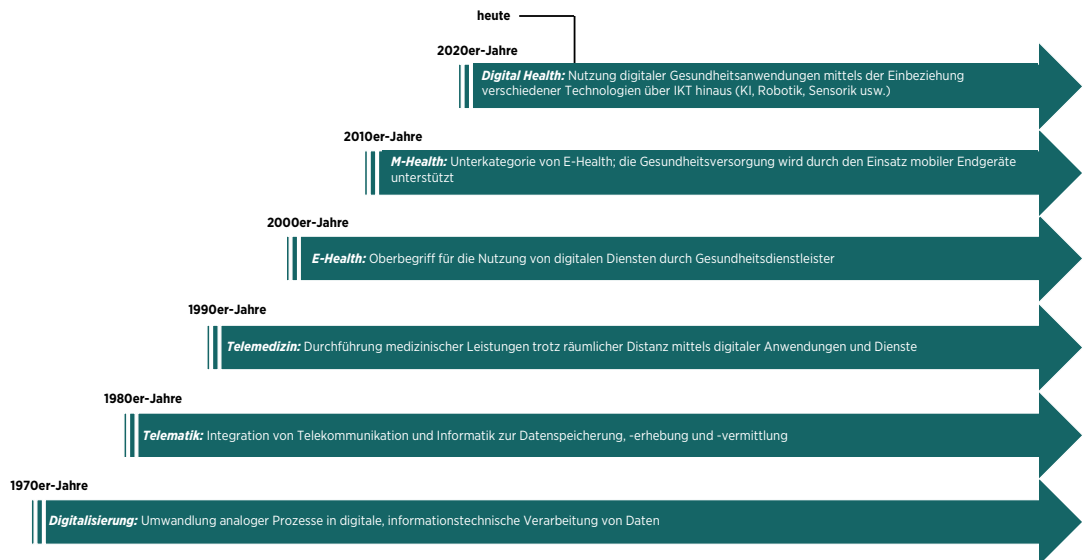 heute
2020er-Jahre
Digital Health: Nutzung digitaler Gesundheitsanwendungen mittels der Einbeziehung
verschiedener Technologien über IKT hinaus (KI, Robotik, Sensorik usw.)
2010er-Jahre
M-Health: Unterkategorie von E-Health; die Gesundheitsversorgung wird durch den Einsatz mobiler Endgeräte
unterstützt
2000er-Jahre
E-Health: Oberbegriff für die Nutzung von digitalen Diensten durch Gesundheitsdienstleister
1990er-Jahre
Telemedizin: Durchführung medizinischer Leistungen trotz räumlicher Distanz mittels digitaler Anwendungen und Dienste
1980er-Jahre
Telematik: Integration von Telekommunikation und Informatik zur Datenspeicherung, -erhebung und -vermittlung
1970er-Jahre
Digitalisierung: Umwandlung analoger Prozesse in digitale, informationstechnische Verarbeitung von Daten